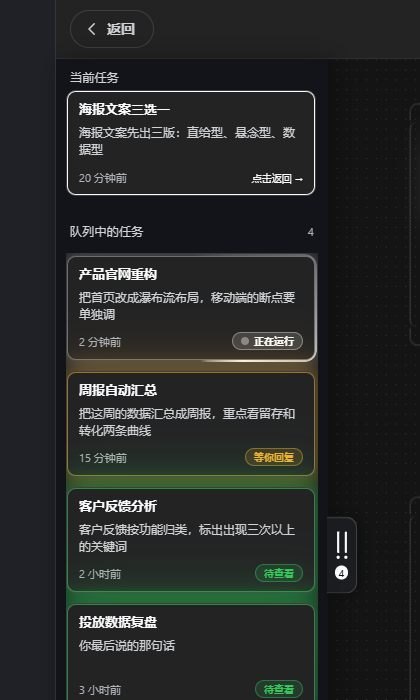 返回
当前任务
海报文案三选一
海报文案先出三版：直给型、悬念型、数
据型
20 分钟前
点击返回 →
队列中的任务
4
产品官网重构
把首页改成瀑布流布局，移动端的断点要
单独调
2 分钟前
正在运行
周报自动汇总
把这周的数据汇总成周报，重点看留存和
转化两条曲线
15 分钟前
等你回复
客户反馈分析
客户反馈按功能归类，标出出现三次以上
的关键词
2 小时前
待查看
4
投放数据复盘
你最后说的那句话
3 小时前
待查看